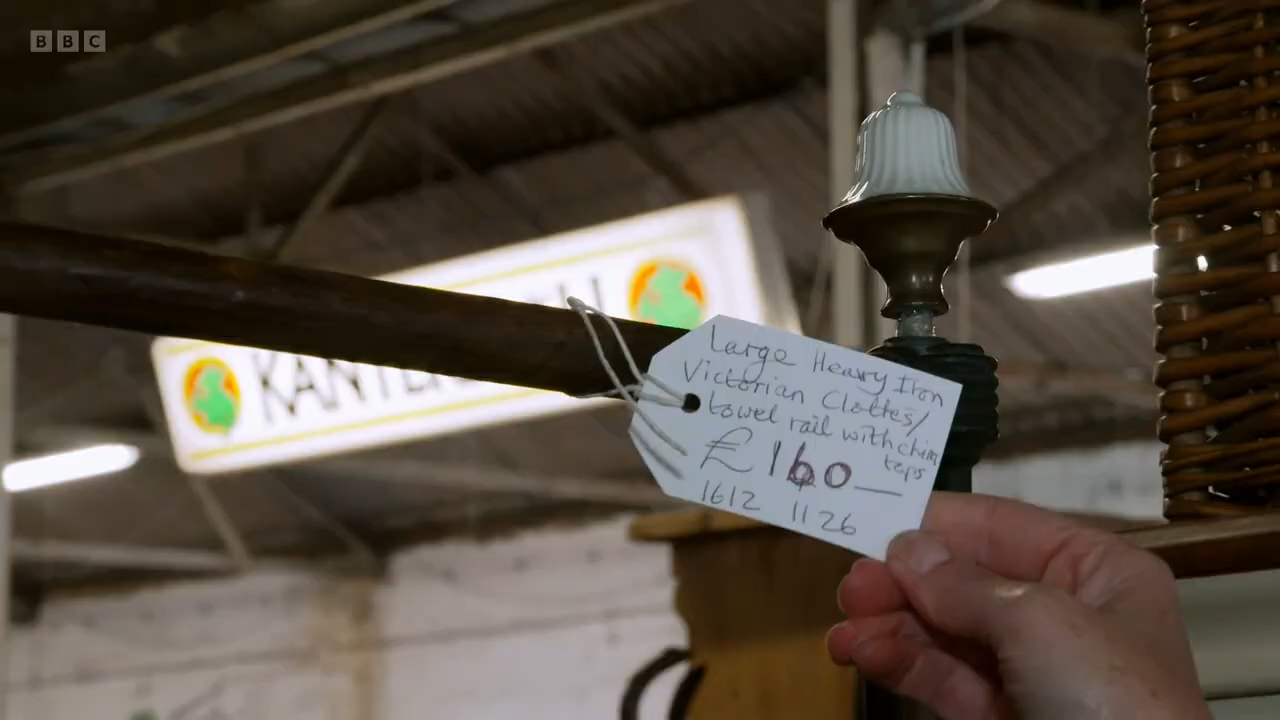 BBC
Large Heavy Iron
Victorian Clothes/
towel rail with china
tops
£160—
1612 1126